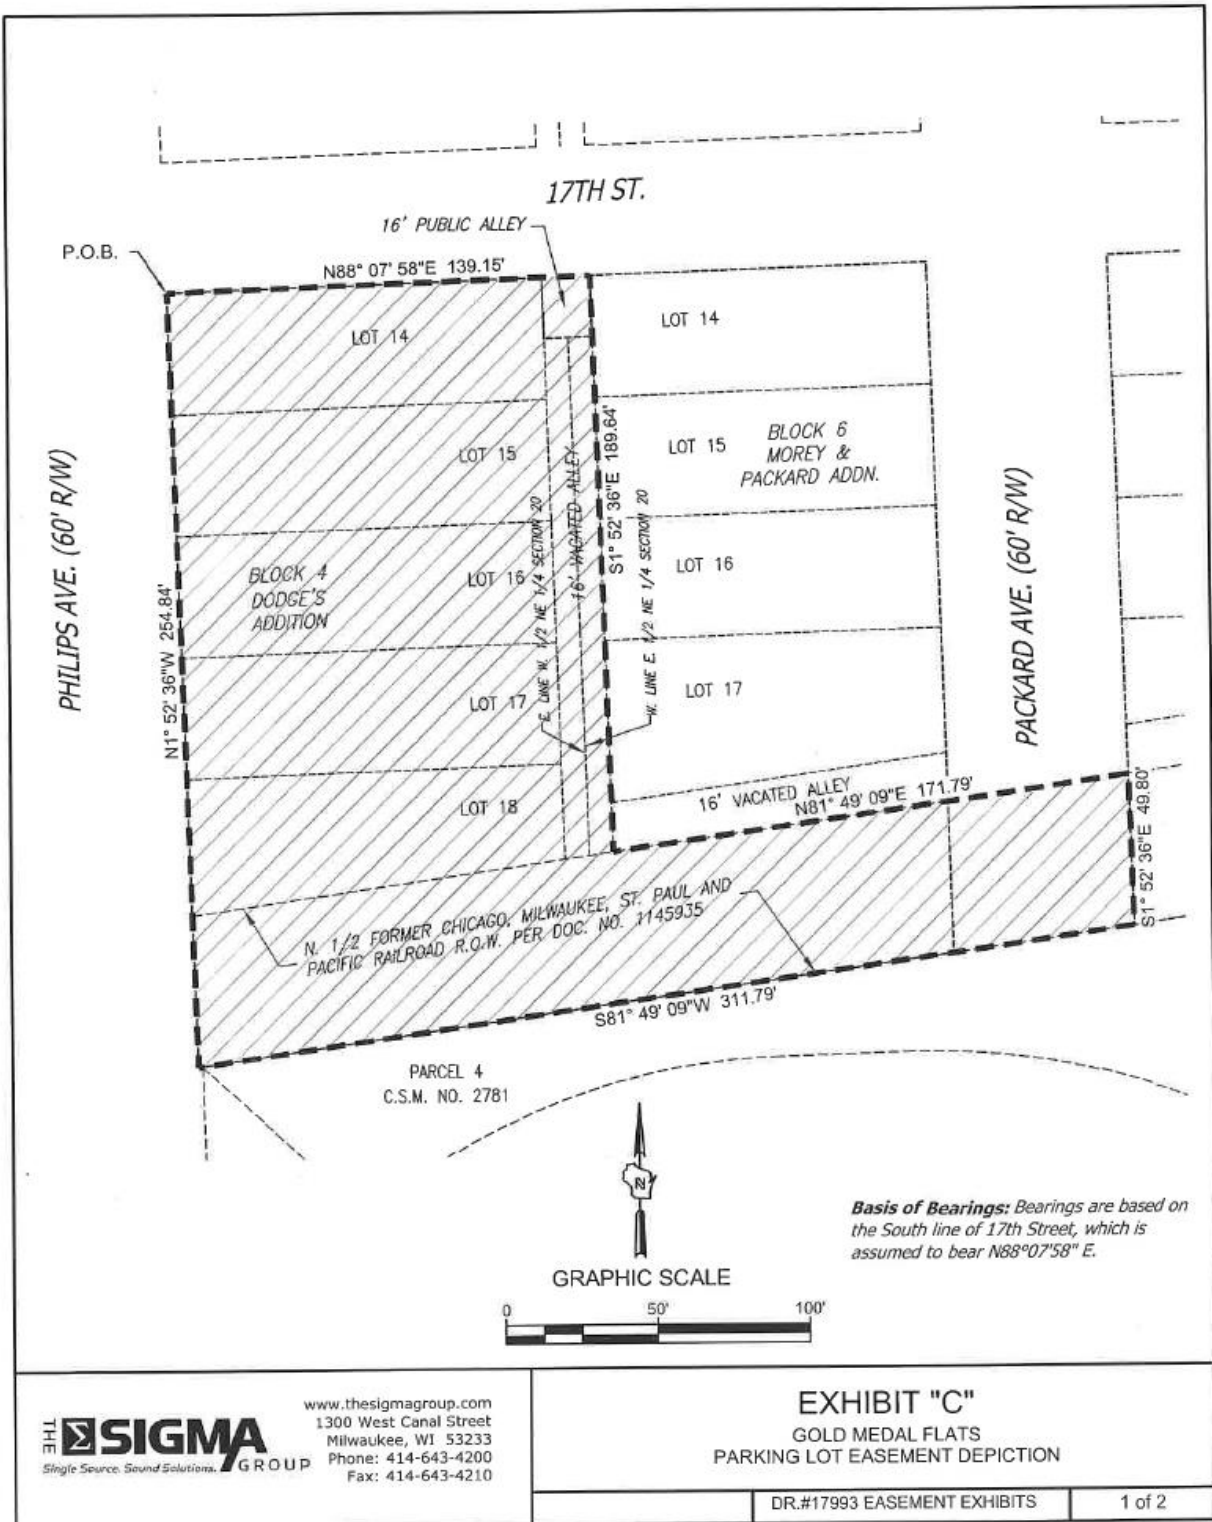 17TH ST.
16' PUBLIC ALLEY
P.O.B.
N88° 07' 58"E 139.15'
LOT 14
LOT 14
LOT 15
LOT 15
BLOCK 6
MOREY &
PACKARD ADDN.
S1° 52' 36"E 189.64'
16' VACATED ALLEY
E. LINE W. 1/2 NE 1/4 SECTION 20
W. LINE E. 1/2 NE 1/4 SECTION 20
PHILIPS AVE. (60' R/W)
N1° 52' 36"W 254.84'
BLOCK 4
DODGE'S
ADDITION
LOT 16
LOT 16
PACKARD AVE. (60' R/W)
LOT 17
LOT 17
LOT 18
16' VACATED ALLEY
N81° 49' 09"E 171.79'
S1° 52' 36"E 49.80'
N. 1/2 FORMER CHICAGO, MILWAUKEE, ST. PAUL AND
PACIFIC RAILROAD R.O.W. PER DOC. NO. 1145935
S81° 49' 09"W 311.79'
PARCEL 4
C.S.M. NO. 2781
N
Basis of Bearings: Bearings are based on
the South line of 17th Street, which is
assumed to bear N88°07'58" E.
GRAPHIC SCALE
0 50' 100'
THE SIGMA GROUP
Single Source. Sound Solutions.
www.thesigmagroup.com
1300 West Canal Street
Milwaukee, WI 53233
Phone: 414-643-4200
Fax: 414-643-4210
EXHIBIT "C"
GOLD MEDAL FLATS
PARKING LOT EASEMENT DEPICTION
DR.#17993 EASEMENT EXHIBITS
1 of 2